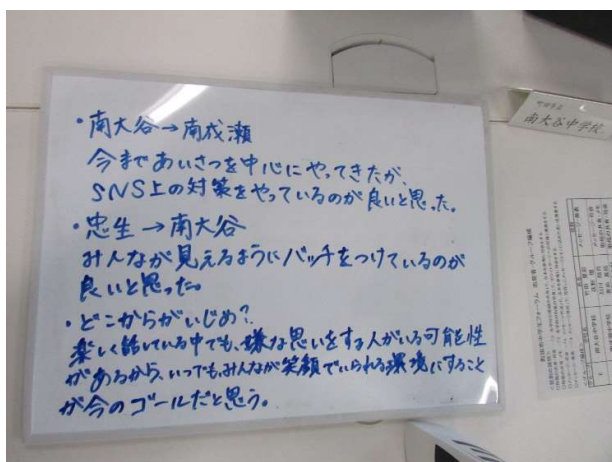 ・南大谷→南成瀬
今まであいさつを中心にやってきたが、
SNS上の対策をやっているのが良いと思った。
・忠生→南大谷
みんなが見えるようにバッチをつけているのが
良いと思った。
・どこからがいじめ?
楽しく話している中でも、嫌な思いをする人がいる可能性
があるから、いつでも、みんなが笑顔でいられる環境にすること
が今のゴールだと思う。
町田市立
南大谷中学校